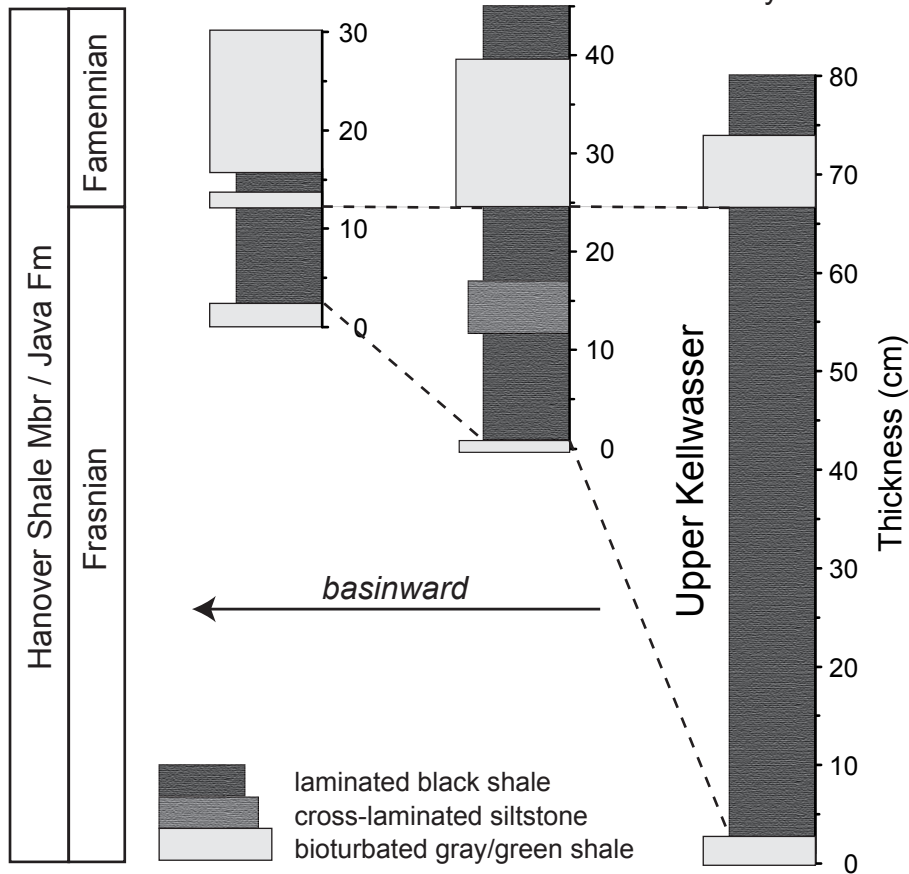 Hanover Shale Mbr / Java Fm
Famennian
Frasnian
30
20
10
0
40
30
20
10
0
80
70
60
50
40
30
20
10
0
Thickness (cm)
Upper Kellwasser
basinward
laminated black shale
cross-laminated siltstone
bioturbated gray/green shale